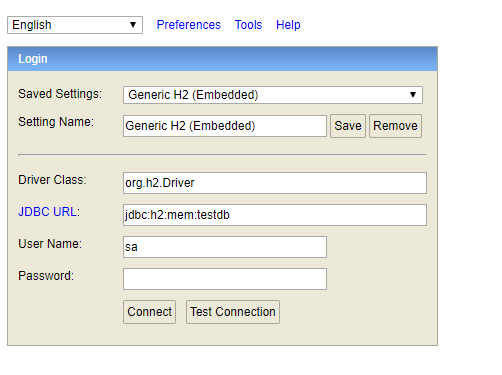 English Preferences Tools Help
Login
Saved Settings: Generic H2 (Embedded)
Setting Name: Generic H2 (Embedded) Save Remove
Driver Class: org.h2.Driver
JDBC URL: jdbc:h2:mem:testdb
User Name: sa
Password:
Connect Test Connection